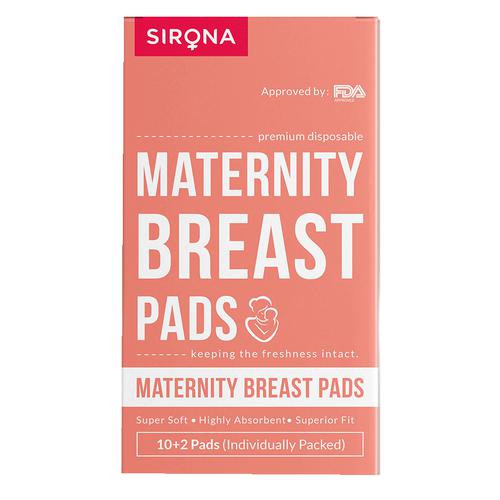 SIRONA
Approved by: FDA
APPROVED
premium disposable
MATERNITY
BREAST
PADS
keeping the freshness intact.
MATERNITY BREAST PADS
Super Soft • Highly Absorbent• Superior Fit
10+2 Pads (Individually Packed)